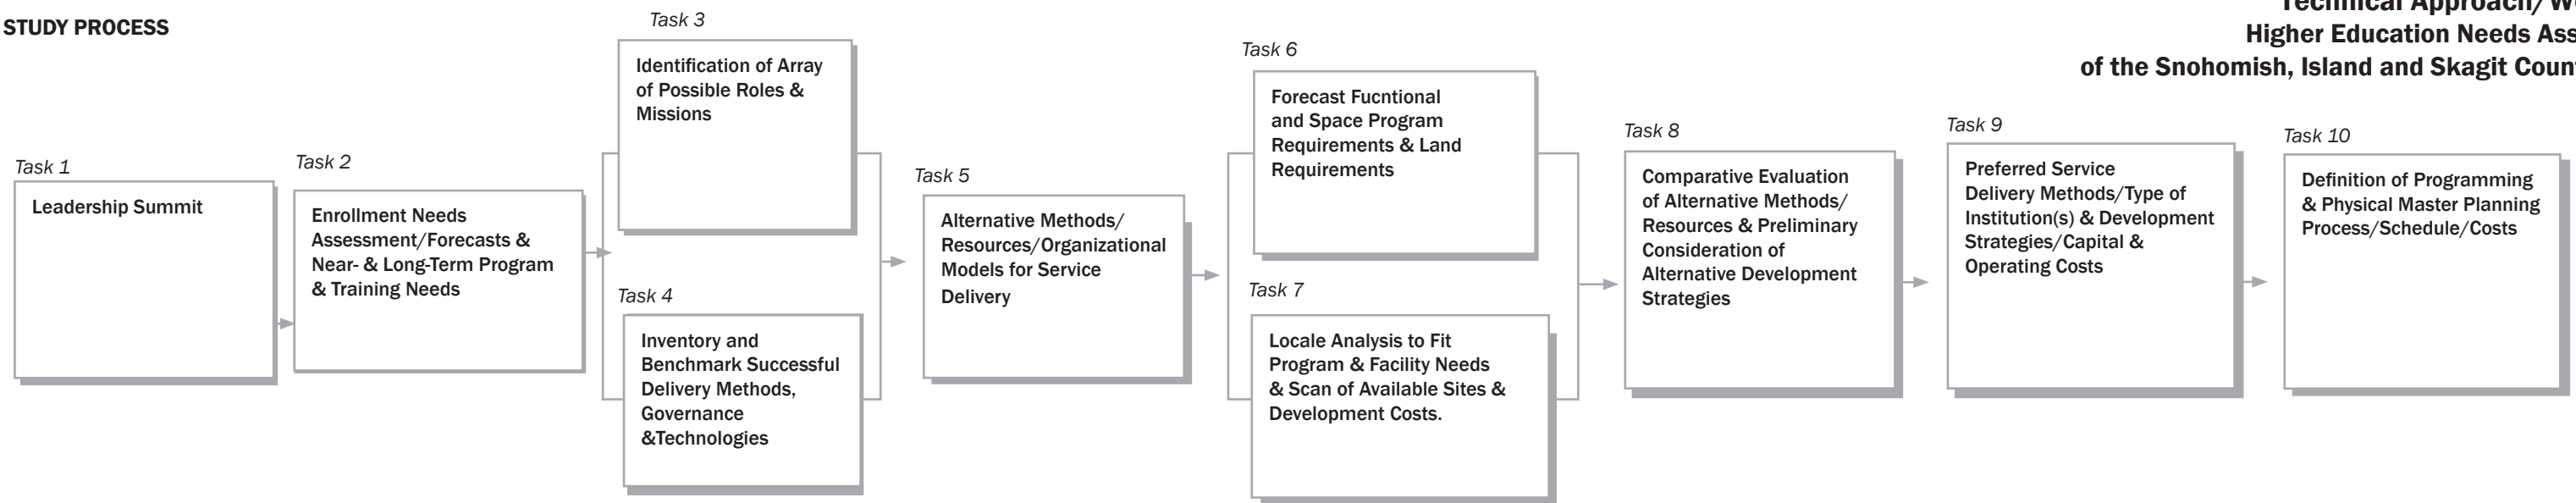 STUDY PROCESS
Technical Approach/
Higher Education Needs
of the Snohomish, Island and Skagit
Task 1
Leadership Summit
Task 2
Enrollment Needs
Assessment/Forecasts &
Near- & Long-Term Program
& Training Needs
Task 3
Identification of Array
of Possible Roles &
Missions
Task 4
Inventory and
Benchmark Successful
Delivery Methods,
Governance
&Technologies
Task 5
Alternative Methods/
Resources/Organizational
Models for Service
Delivery
Task 6
Forecast Fucntional
and Space Program
Requirements & Land
Requirements
Task 7
Locale Analysis to Fit
Program & Facility Needs
& Scan of Available Sites &
Development Costs.
Task 8
Comparative Evaluation
of Alternative Methods/
Resources & Preliminary
Consideration of
Alternative Development
Strategies
Task 9
Preferred Service
Delivery Methods/Type of
Institution(s) & Development
Strategies/Capital &
Operating Costs
Task 10
Definition of Programming
& Physical Master Planning
Process/Schedule/Costs